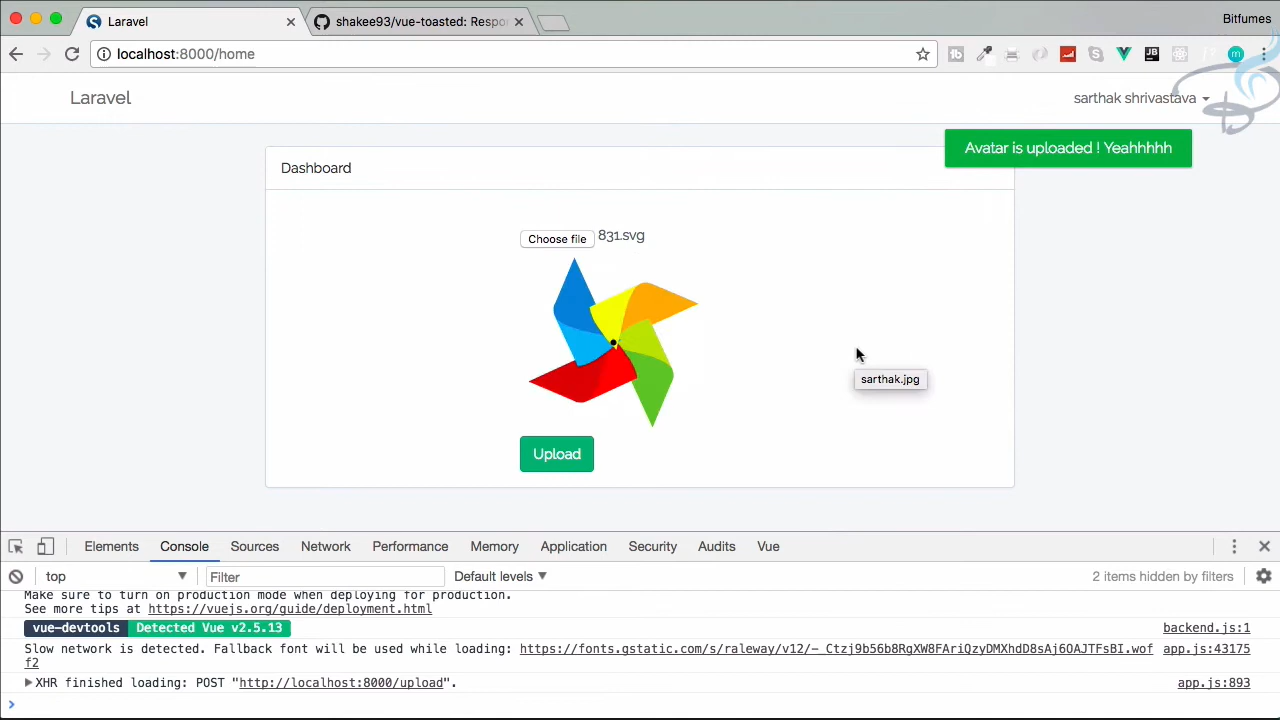 Laravel
shakee93/vue-toasted: Respo
Bitfumes
localhost:8000/home
Laravel
sarthak shrivastava
Avatar is uploaded ! Yeahhhhh
Dashboard
Choose file 831.svg
sarthak.jpg
Upload
Elements Console Sources Network Performance Memory Application Security Audits Vue
top Filter Default levels 2 items hidden by filters
Make sure to turn on production mode when deploying for production.
See more tips at https://vuejs.org/guide/deployment.html
vue-devtools Detected Vue v2.5.13 backend.js:1
Slow network is detected. Fallback font will be used while loading: https://fonts.gstatic.com/s/raleway/v12/-_Ctzj9b56b8RgXW8FAriQzyDMXhdD8sAj6OAJTFsBI.wof app.js:43175
f2
XHR finished loading: POST "http://localhost:8000/upload". app.js:893